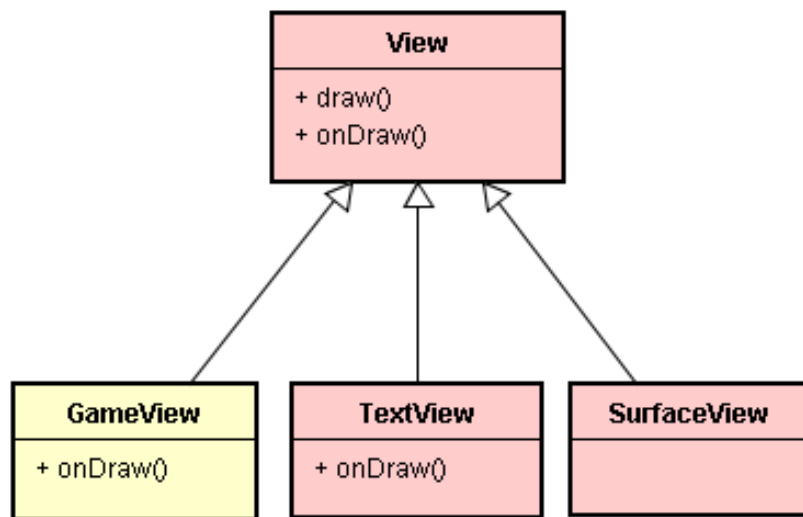 View
+ draw()
+ onDraw()
GameView
+ onDraw()
TextView
+ onDraw()
SurfaceView